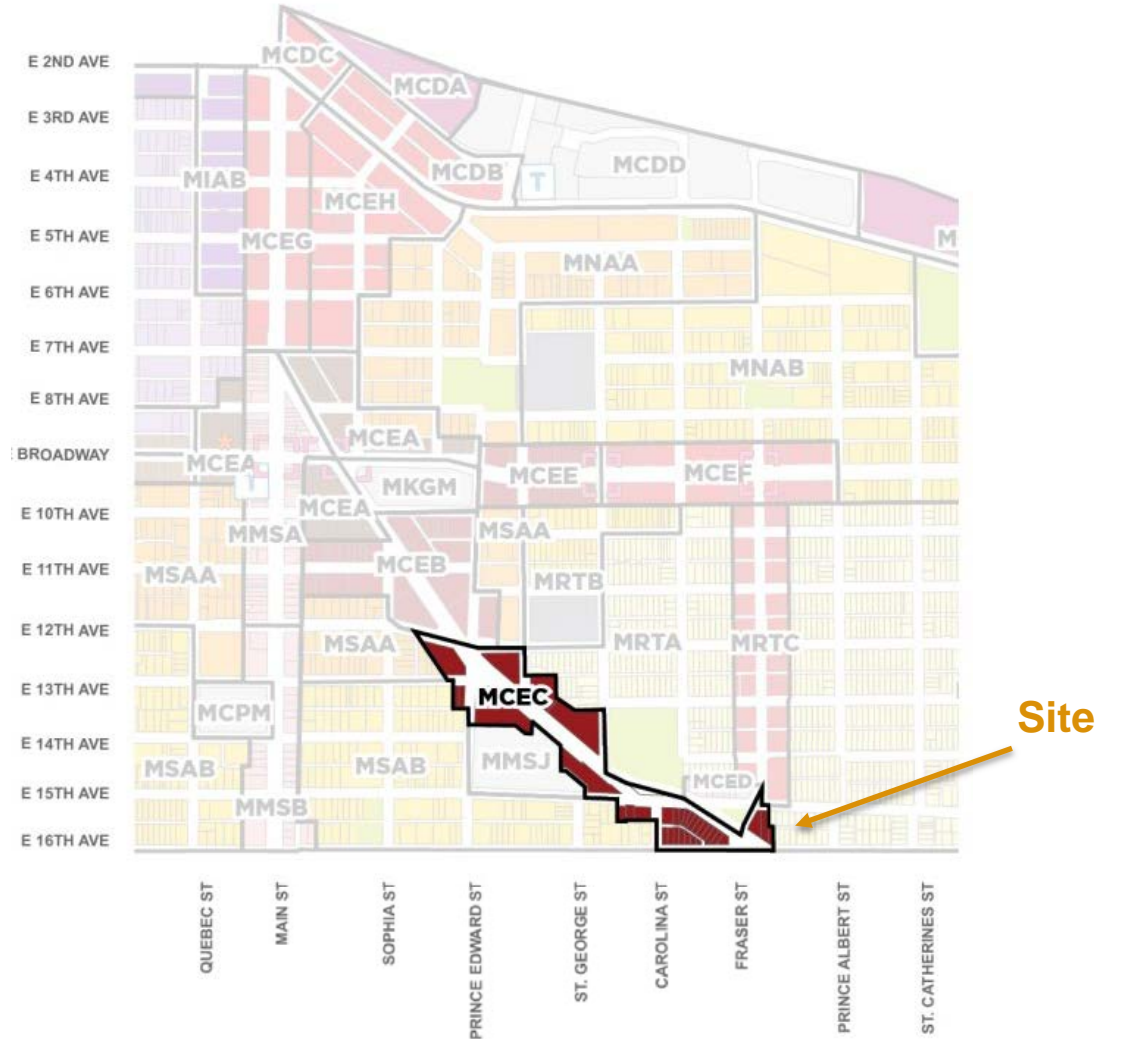 E 2ND AVE
MCDC
MCDA
E 3RD AVE
E 4TH AVE
MIAB
MCDB
T
MCDD
MCEH
E 5TH AVE
MCEG
M
MNAA
E 6TH AVE
E 7TH AVE
MNAB
E 8TH AVE
MCEA
BROADWAY
MCEA
T
MKGM
MCEE
MCEF
E 10TH AVE
MCEA
MMSA
MSAA
E 11TH AVE
MSAA
MCEB
MRTB
E 12TH AVE
MSAA
MRTA
MRTC
E 13TH AVE
MCEC
MCPM
Site
E 14TH AVE
MSAB
MSAB
MMSJ
MCED
E 15TH AVE
MMSB
E 16TH AVE
QUEBEC ST
MAIN ST
SOPHIA ST
PRINCE EDWARD ST
ST. GEORGE ST
CAROLINA ST
FRASER ST
PRINCE ALBERT ST
ST. CATHERINES ST